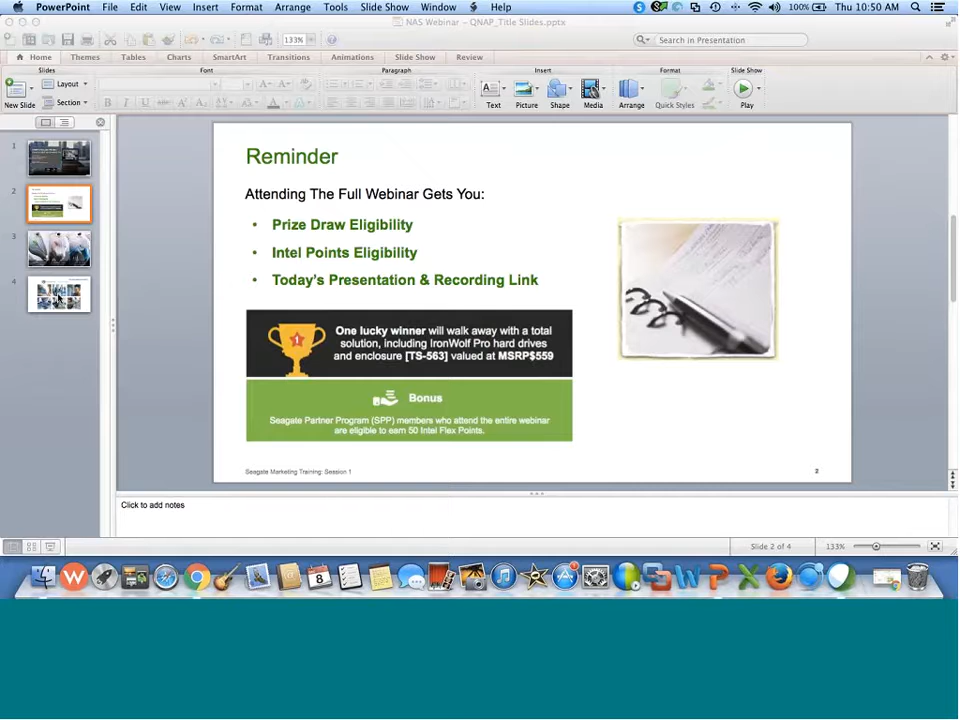 PowerPoint File Edit View Insert Format Arrange Tools Slide Show Window Help 100% Thu 10:50 AM
NAS Webinar – QNAP_Title Slides.pptx
133% Search in Presentation
Home Themes Tables Charts SmartArt Transitions Animations Slide Show Review
Slides Font Paragraph Insert Format Slide Show
Layout
New Slide Section Text Picture Shape Media Arrange Quick Styles Play
1
2
3
4
Reminder
Attending The Full Webinar Gets You:
• Prize Draw Eligibility
• Intel Points Eligibility
• Today's Presentation & Recording Link
1
One lucky winner will walk away with a total
solution, including IronWolf Pro hard drives
and enclosure [TS-563] valued at MSRP$559
Bonus
Seagate Partner Program (SPP) members who attend the entire webinar
are eligible to earn 50 Intel Flex Points.
Seagate Marketing Training: Session 1
2
Click to add notes
Slide 2 of 4 133%
8